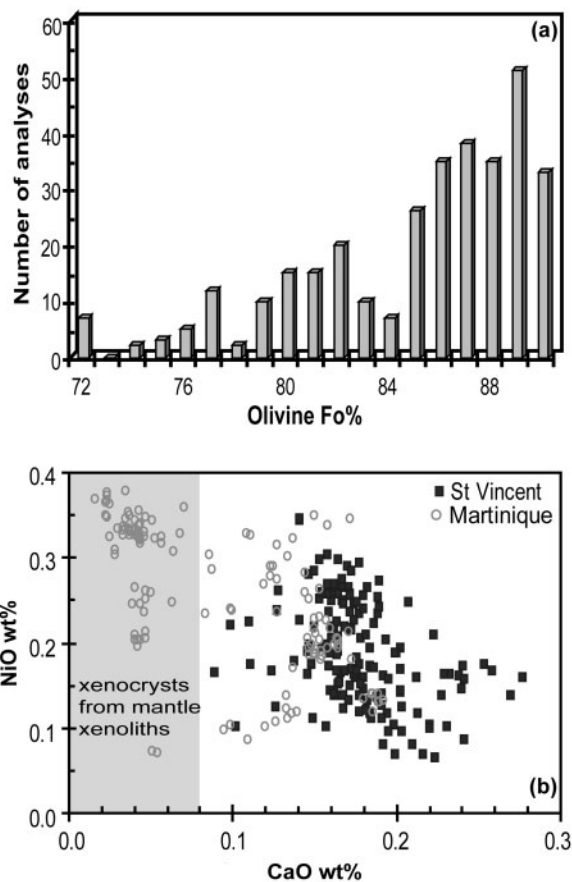 (a)
Number of analyses
60
50
40
30
20
10
0
72 76 80 84 88
Olivine Fo%
0.4
0.3
0.2
0.1
0.0
NiO wt%
St Vincent
Martinique
xenocrysts
from mantle
xenoliths
(b)
0.0 0.1 0.2 0.3
CaO wt%